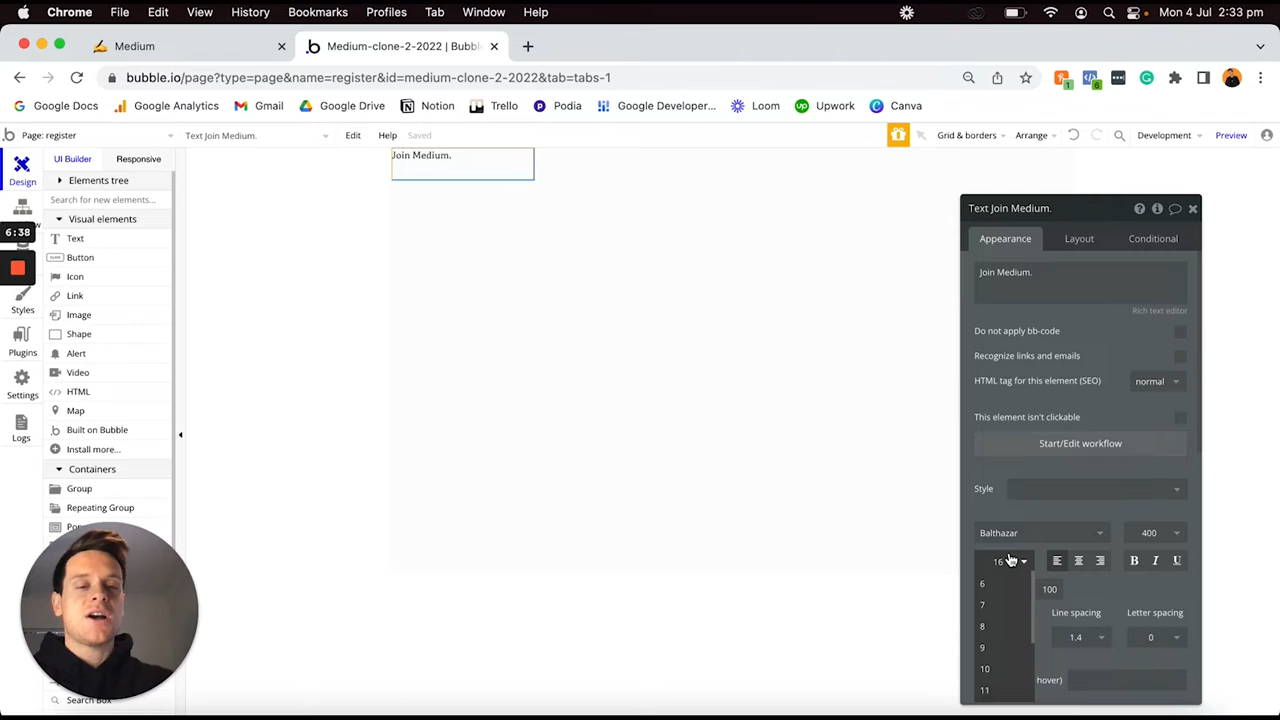 Chrome File Edit View History Bookmarks Profiles Tab Window Help Mon 4 Jul 2:33 pm
Medium Medium-clone-2-2022 | Bubbl
bubble.io/page?type=page&name=register&id=medium-clone-2-2022&tab=tabs-1 1 6
Google Docs Google Analytics Gmail Google Drive Notion Trello Podia Google Developer... Loom Upwork Canva
Page: register Text Join Medium. Edit Help Saved Grid & borders Arrange Development Preview
UI Builder Responsive
Design
Elements tree
Search for new elements...
Visual elements
6:38
Text
Button
Icon
Link
Styles
Image
Shape
Plugins
Alert
Video
Settings
HTML
Map
Logs
Built on Bubble
Install more...
Containers
Group
Repeating Group
Search Box
Join Medium.
Text Join Medium.
Appearance Layout Conditional
Join Medium.
Rich text editor
Do not apply bb-code
Recognize links and emails
HTML tag for this element (SEO) normal
This element isn't clickable
Start/Edit workflow
Style
Balthazar 400
16 B I U
6 100
7 Line spacing Letter spacing
8 1.4 0
9
10 hover)
11